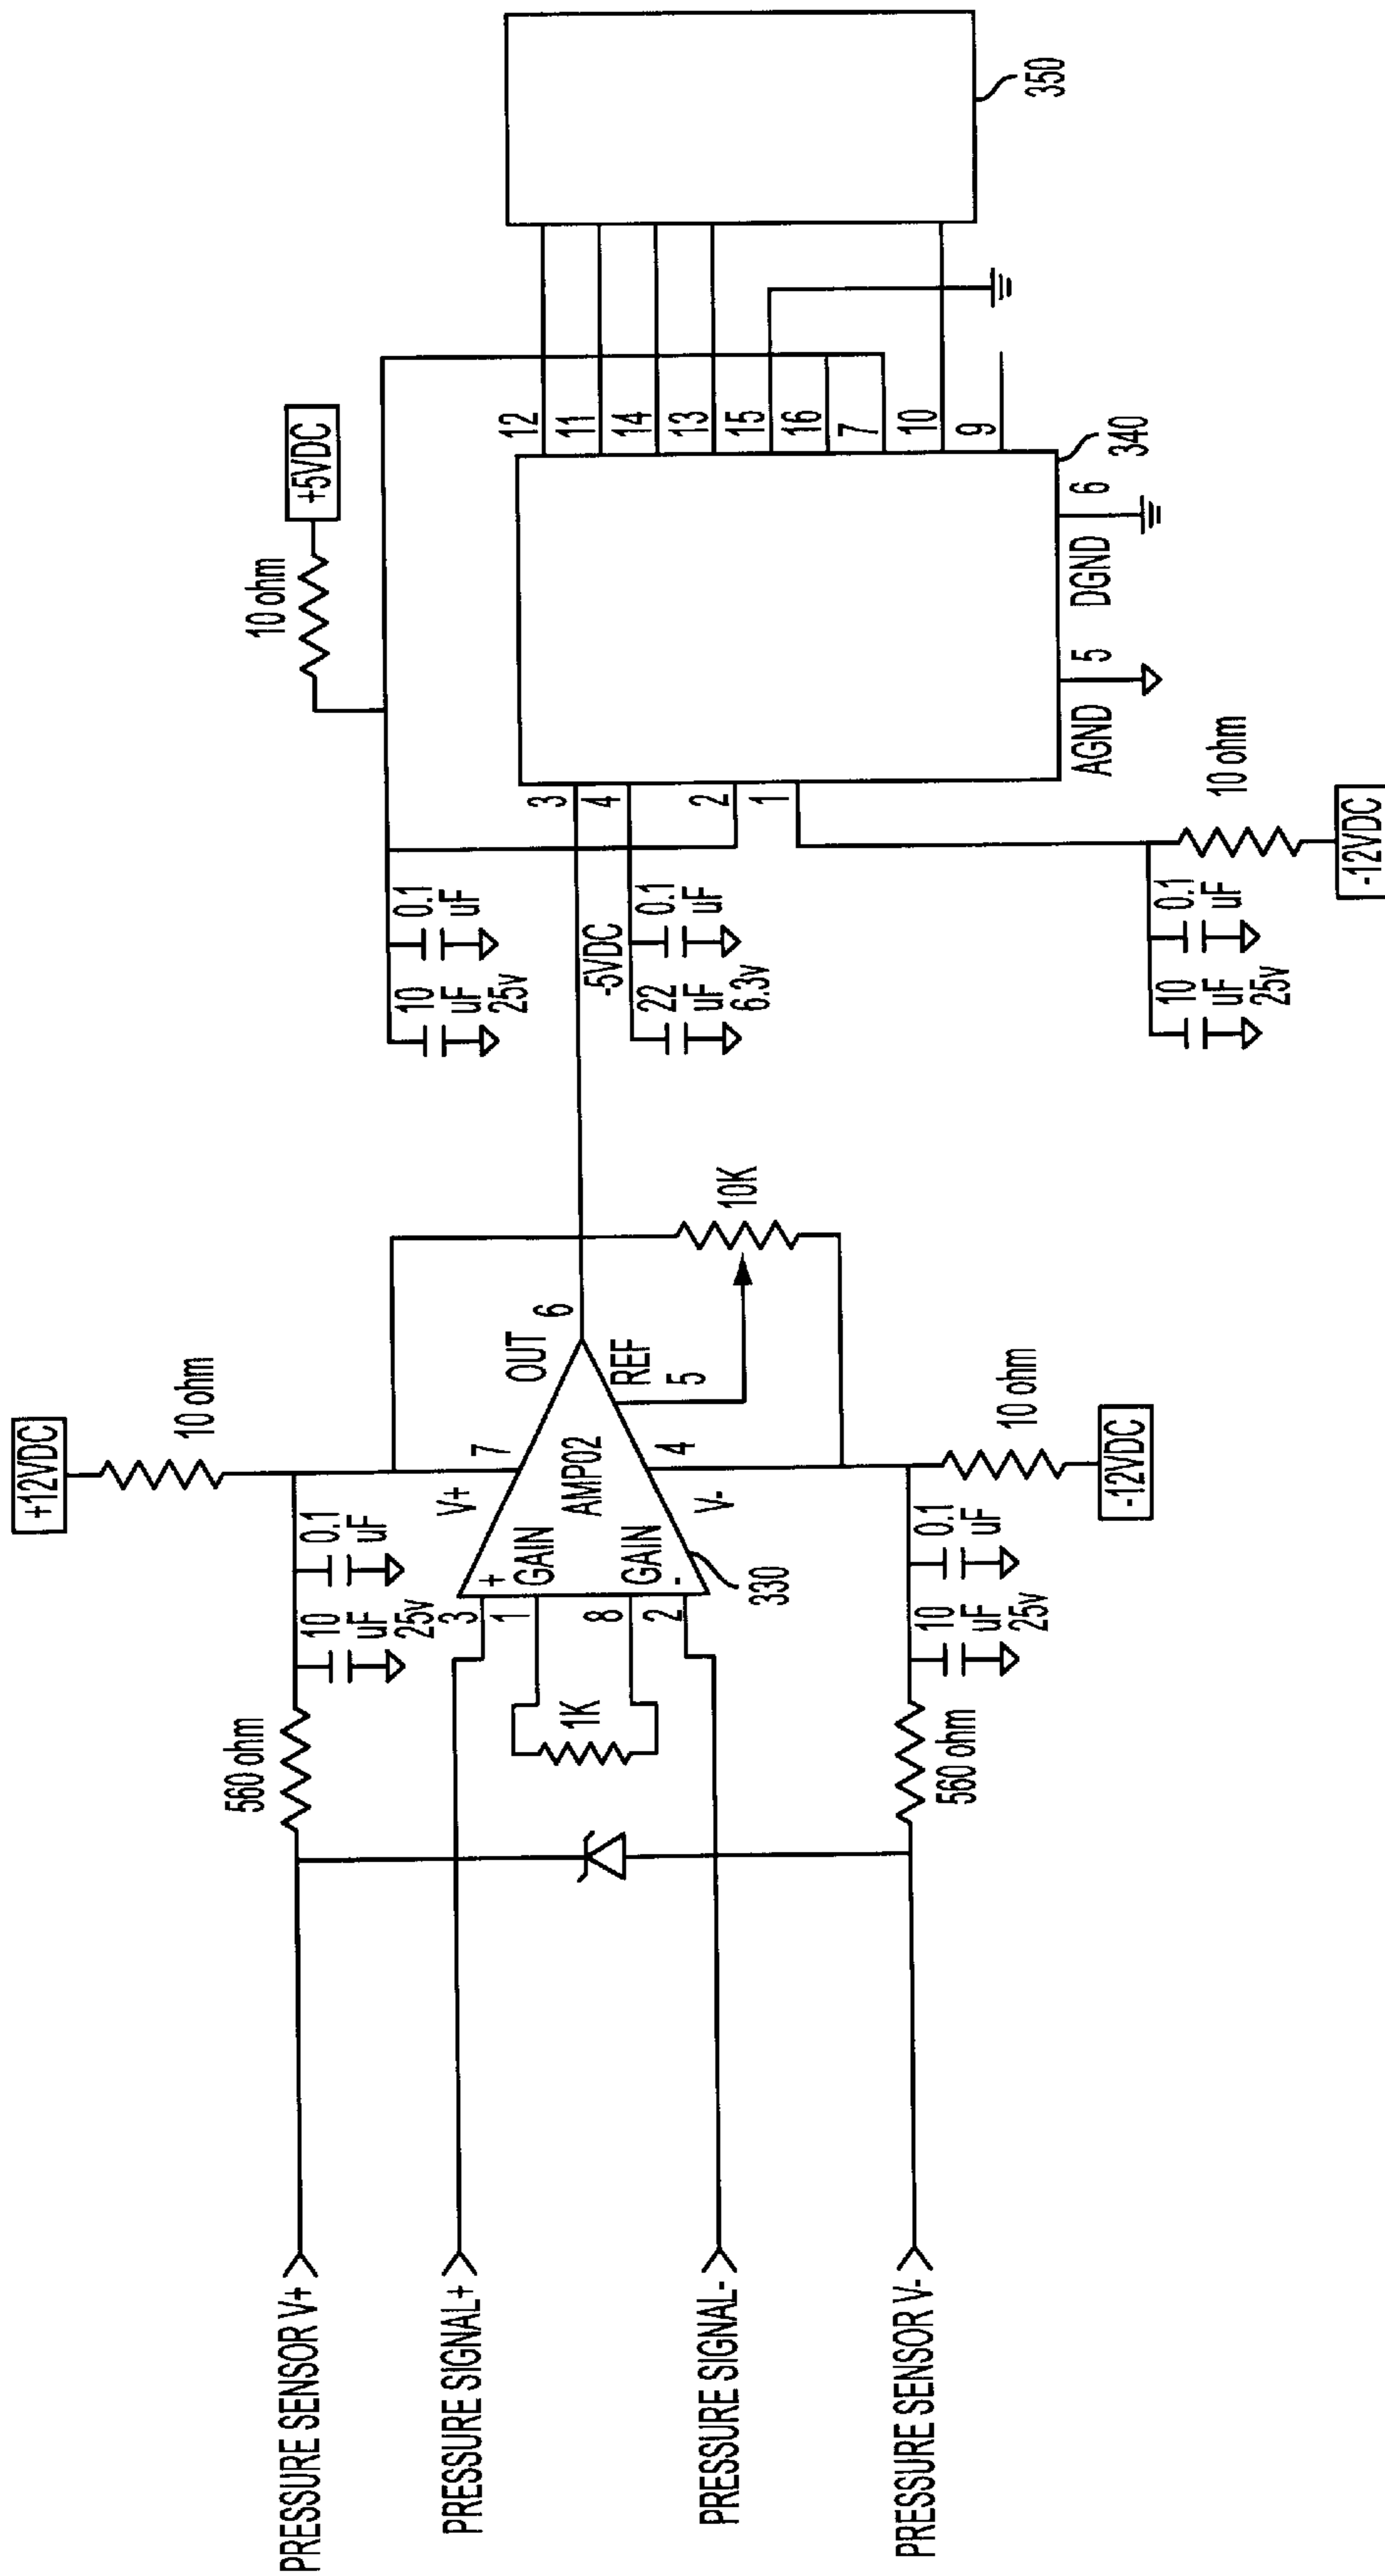 +12VDC
10 ohm
560 ohm
10
uF
25v
0.1
uF
V+
7
3
1
8
2
+
GAIN
GAIN
-
AMP02
330
OUT
6
REF
5
4
V-
10K
1K
560 ohm
10
uF
25v
0.1
uF
10 ohm
-12VDC
PRESSURE SENSOR V+
PRESSURE SIGNAL+
PRESSURE SIGNAL-
PRESSURE SENSOR V-
+5VDC
10 ohm
10
uF
25v
0.1
uF
-5VDC
22
uF
6.3v
0.1
uF
3
4
2
1
10
uF
25v
0.1
uF
10 ohm
-12VDC
AGND
5
DGND
6
340
12
11
14
13
15
16
7
10
9
350